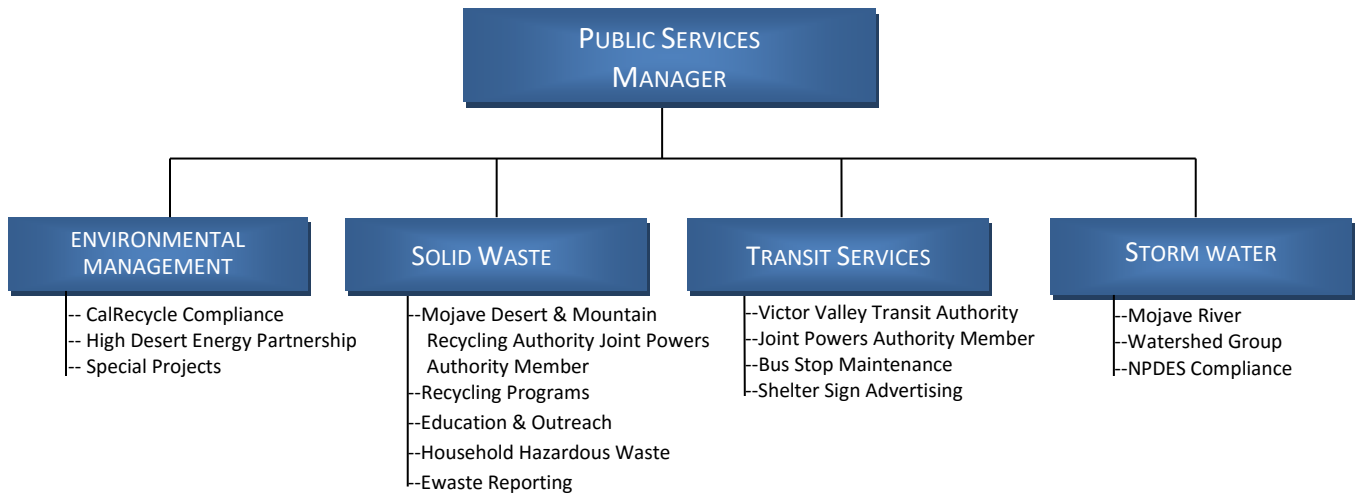 PUBLIC SERVICES
MANAGER
ENVIRONMENTAL
MANAGEMENT
-- CalRecycle Compliance
-- High Desert Energy Partnership
-- Special Projects
SOLID WASTE
--Mojave Desert & Mountain
Recycling Authority Joint Powers
Authority Member
--Recycling Programs
--Education & Outreach
--Household Hazardous Waste
--Ewaste Reporting
TRANSIT SERVICES
--Victor Valley Transit Authority
--Joint Powers Authority Member
--Bus Stop Maintenance
--Shelter Sign Advertising
STORM WATER
--Mojave River
--Watershed Group
--NPDES Compliance